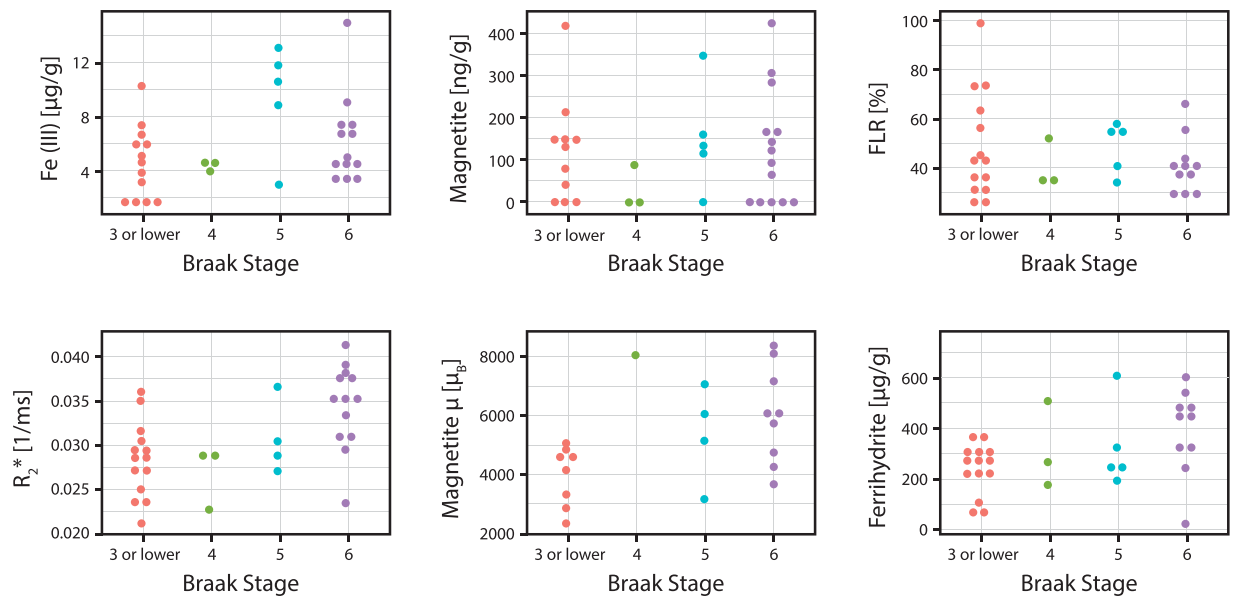 Fe (III) [µg/g]
12
8
4
3 or lower 4 5 6
Braak Stage
Magnetite [ng/g]
400
300
200
100
0
3 or lower 4 5 6
Braak Stage
FLR [%]
100
80
60
40
3 or lower 4 5 6
Braak Stage
R2* [1/ms]
0.040
0.035
0.030
0.025
0.020
3 or lower 4 5 6
Braak Stage
Magnetite µ [µB]
8000
6000
4000
2000
3 or lower 4 5 6
Braak Stage
Ferrihydrite [µg/g]
600
400
200
0
3 or lower 4 5 6
Braak Stage